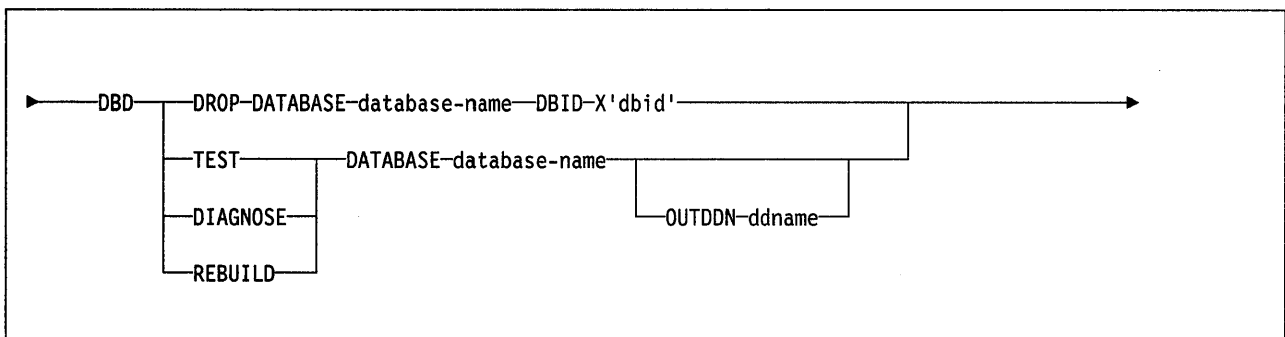 DBD DROP DATABASE database-name DBID X'dbid'
TEST DATABASE database-name
DIAGNOSE OUTDDN ddname
REBUILD